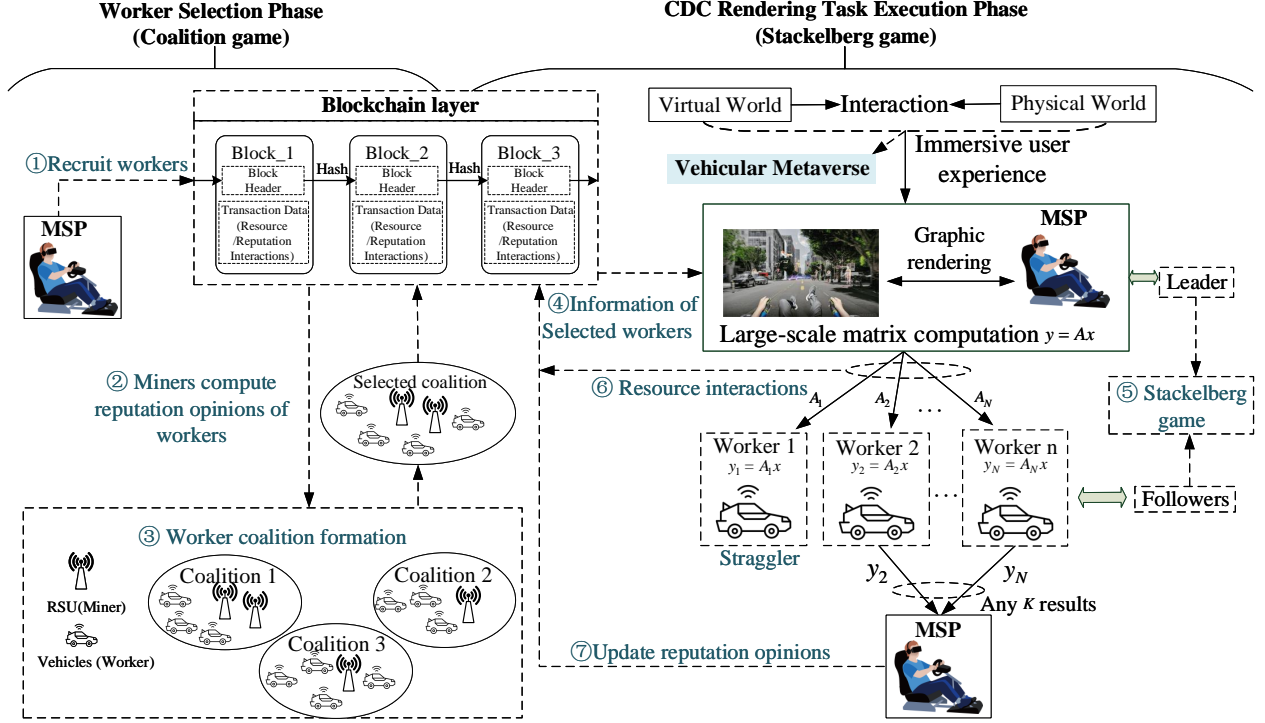 Worker Selection Phase
(Coalition game)
CDC Rendering Task Execution Phase
(Stackelberg game)
Blockchain layer
Block_1
Block
Header
Transaction Data
(Resource
/Reputation
Interactions)
Hash
Block_2
Block
Header
Transaction Data
(Resource
/Reputation
Interactions)
Hash
Block_3
Block
Header
Transaction Data
(Resource
/Reputation
Interactions)
①Recruit workers
MSP
② Miners compute
reputation opinions of
workers
Selected coalition
③ Worker coalition formation
RSU(Miner)
Vehicles (Worker)
Coalition 1
Coalition 2
Coalition 3
Virtual World
Interaction
Physical World
Vehicular Metaverse
Immersive user
experience
MSP
Graphic
rendering
Large-scale matrix computation y = Ax
④Information of
Selected workers
Leader
⑤ Stackelberg
game
Followers
⑥ Resource interactions
A₁
A₂
...
A_N
Worker 1
y₁ = A₁x
Worker 2
y₂ = A₂x
...
Worker n
y_N = A_Nx
Straggler
y₂
y_N
Any K results
MSP
⑦Update reputation opinions